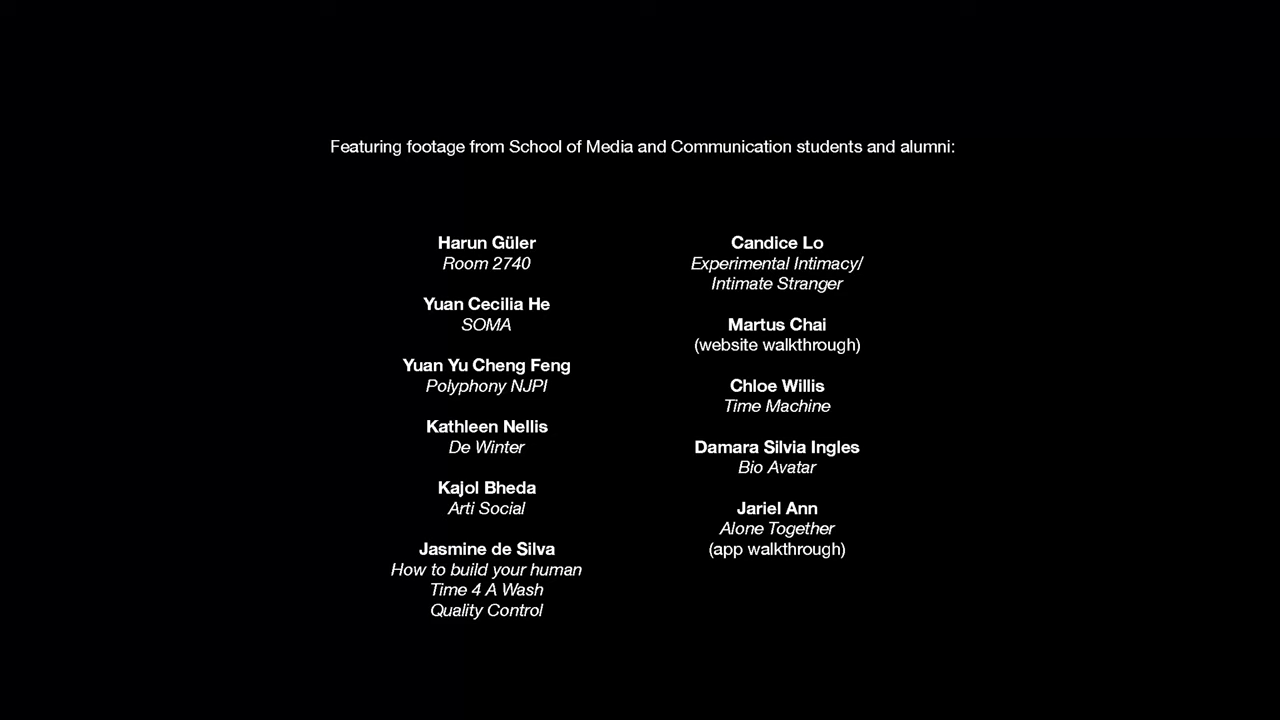 Featuring footage from School of Media and Communication students and alumni:
Harun Güler
Room 2740
Yuan Cecilia He
SOMA
Yuan Yu Cheng Feng
Polyphony NJPI
Kathleen Nellis
De Winter
Kajol Bheda
Arti Social
Jasmine de Silva
How to build your human
Time 4 A Wash
Quality Control
Candice Lo
Experimental Intimacy/
Intimate Stranger
Martus Chai
(website walkthrough)
Chloe Willis
Time Machine
Damara Silvia Ingles
Bio Avatar
Jariel Ann
Alone Together
(app walkthrough)